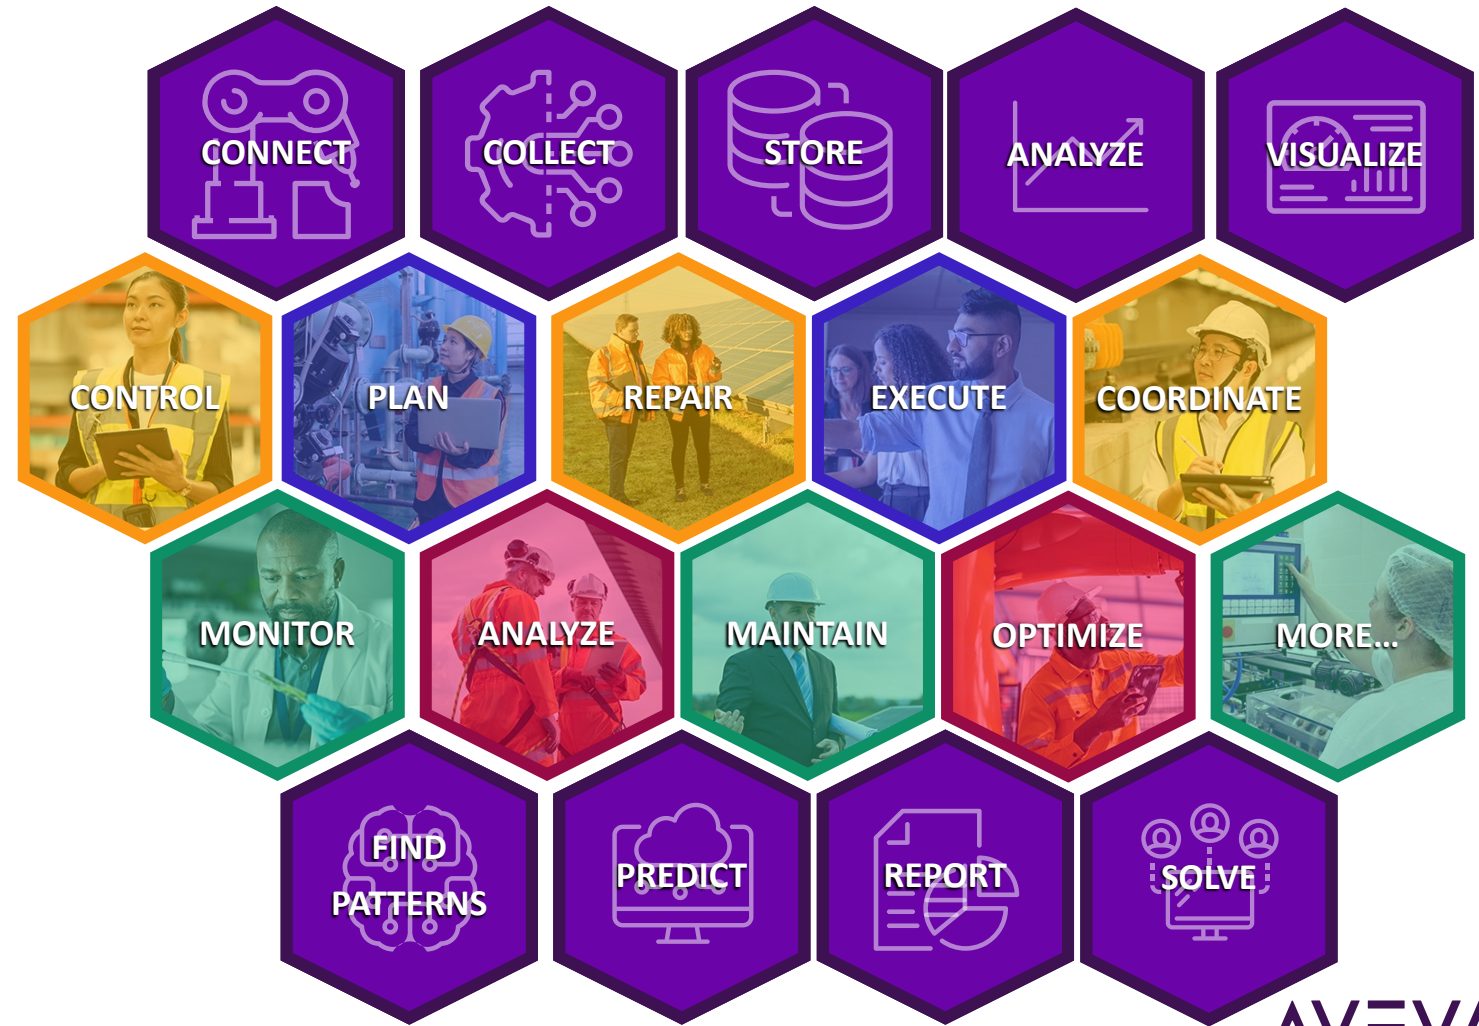 CONNECT
COLLECT
STORE
ANALYZE
VISUALIZE
CONTROL
PLAN
REPAIR
EXECUTE
COORDINATE
MONITOR
ANALYZE
MAINTAIN
OPTIMIZE
MORE...
FIND
PATTERNS
PREDICT
REPORT
SOLVE
AVEVA